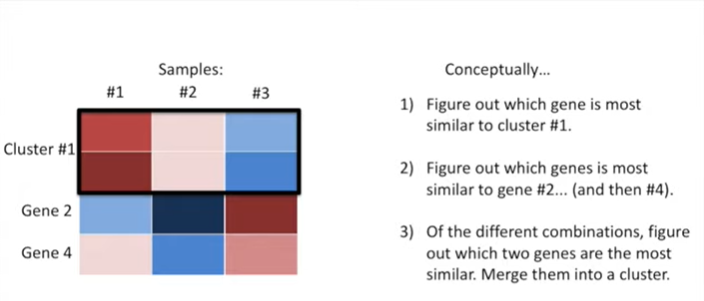 Samples:
#1 #2 #3
Cluster #1
Gene 2
Gene 4
Conceptually...
1) Figure out which gene is most
similar to cluster #1.
2) Figure out which genes is most
similar to gene #2... (and then #4).
3) Of the different combinations, figure
out which two genes are the most
similar. Merge them into a cluster.